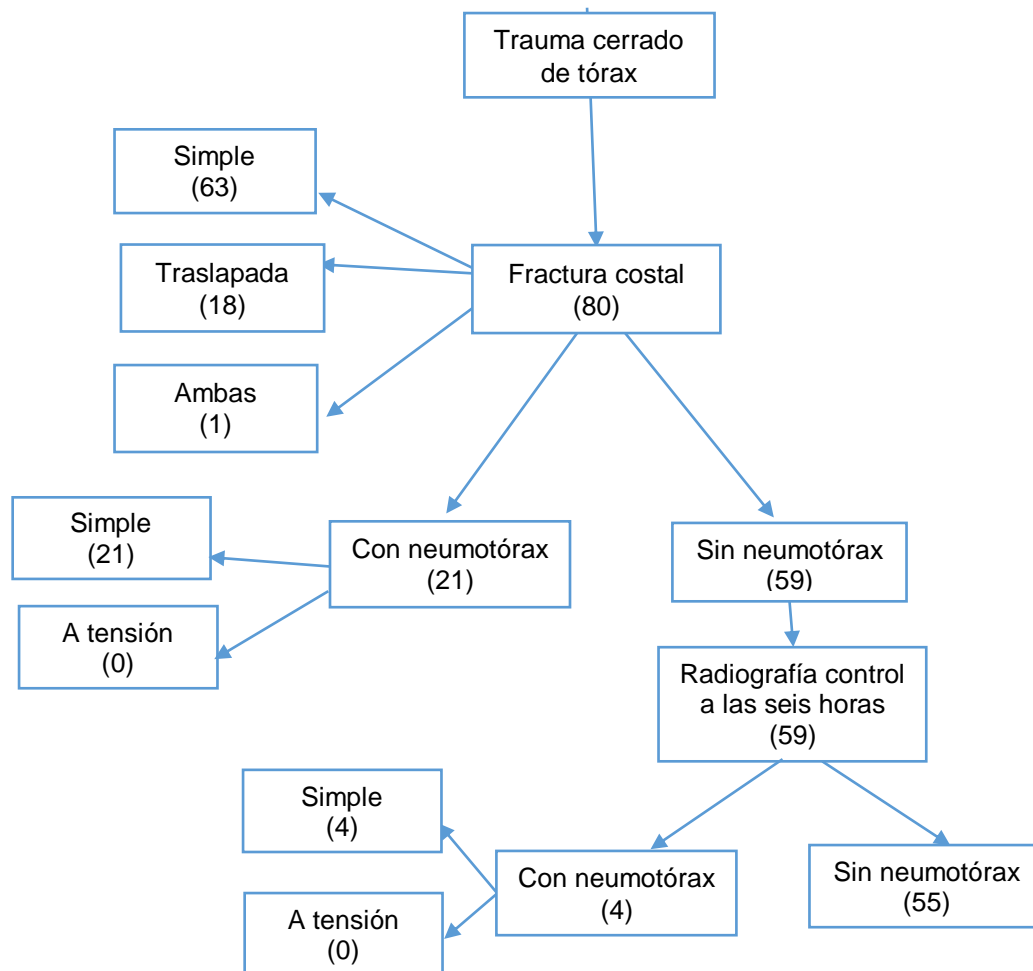 Trauma cerrado
de tórax
Simple
(63)
Traslapada
(18)
Fractura costal
(80)
Ambas
(1)
Simple
(21)
Con neumotórax
(21)
Sin neumotórax
(59)
A tensión
(0)
Radiografía control
a las seis horas
(59)
Simple
(4)
Con neumotórax
(4)
Sin neumotórax
(55)
A tensión
(0)